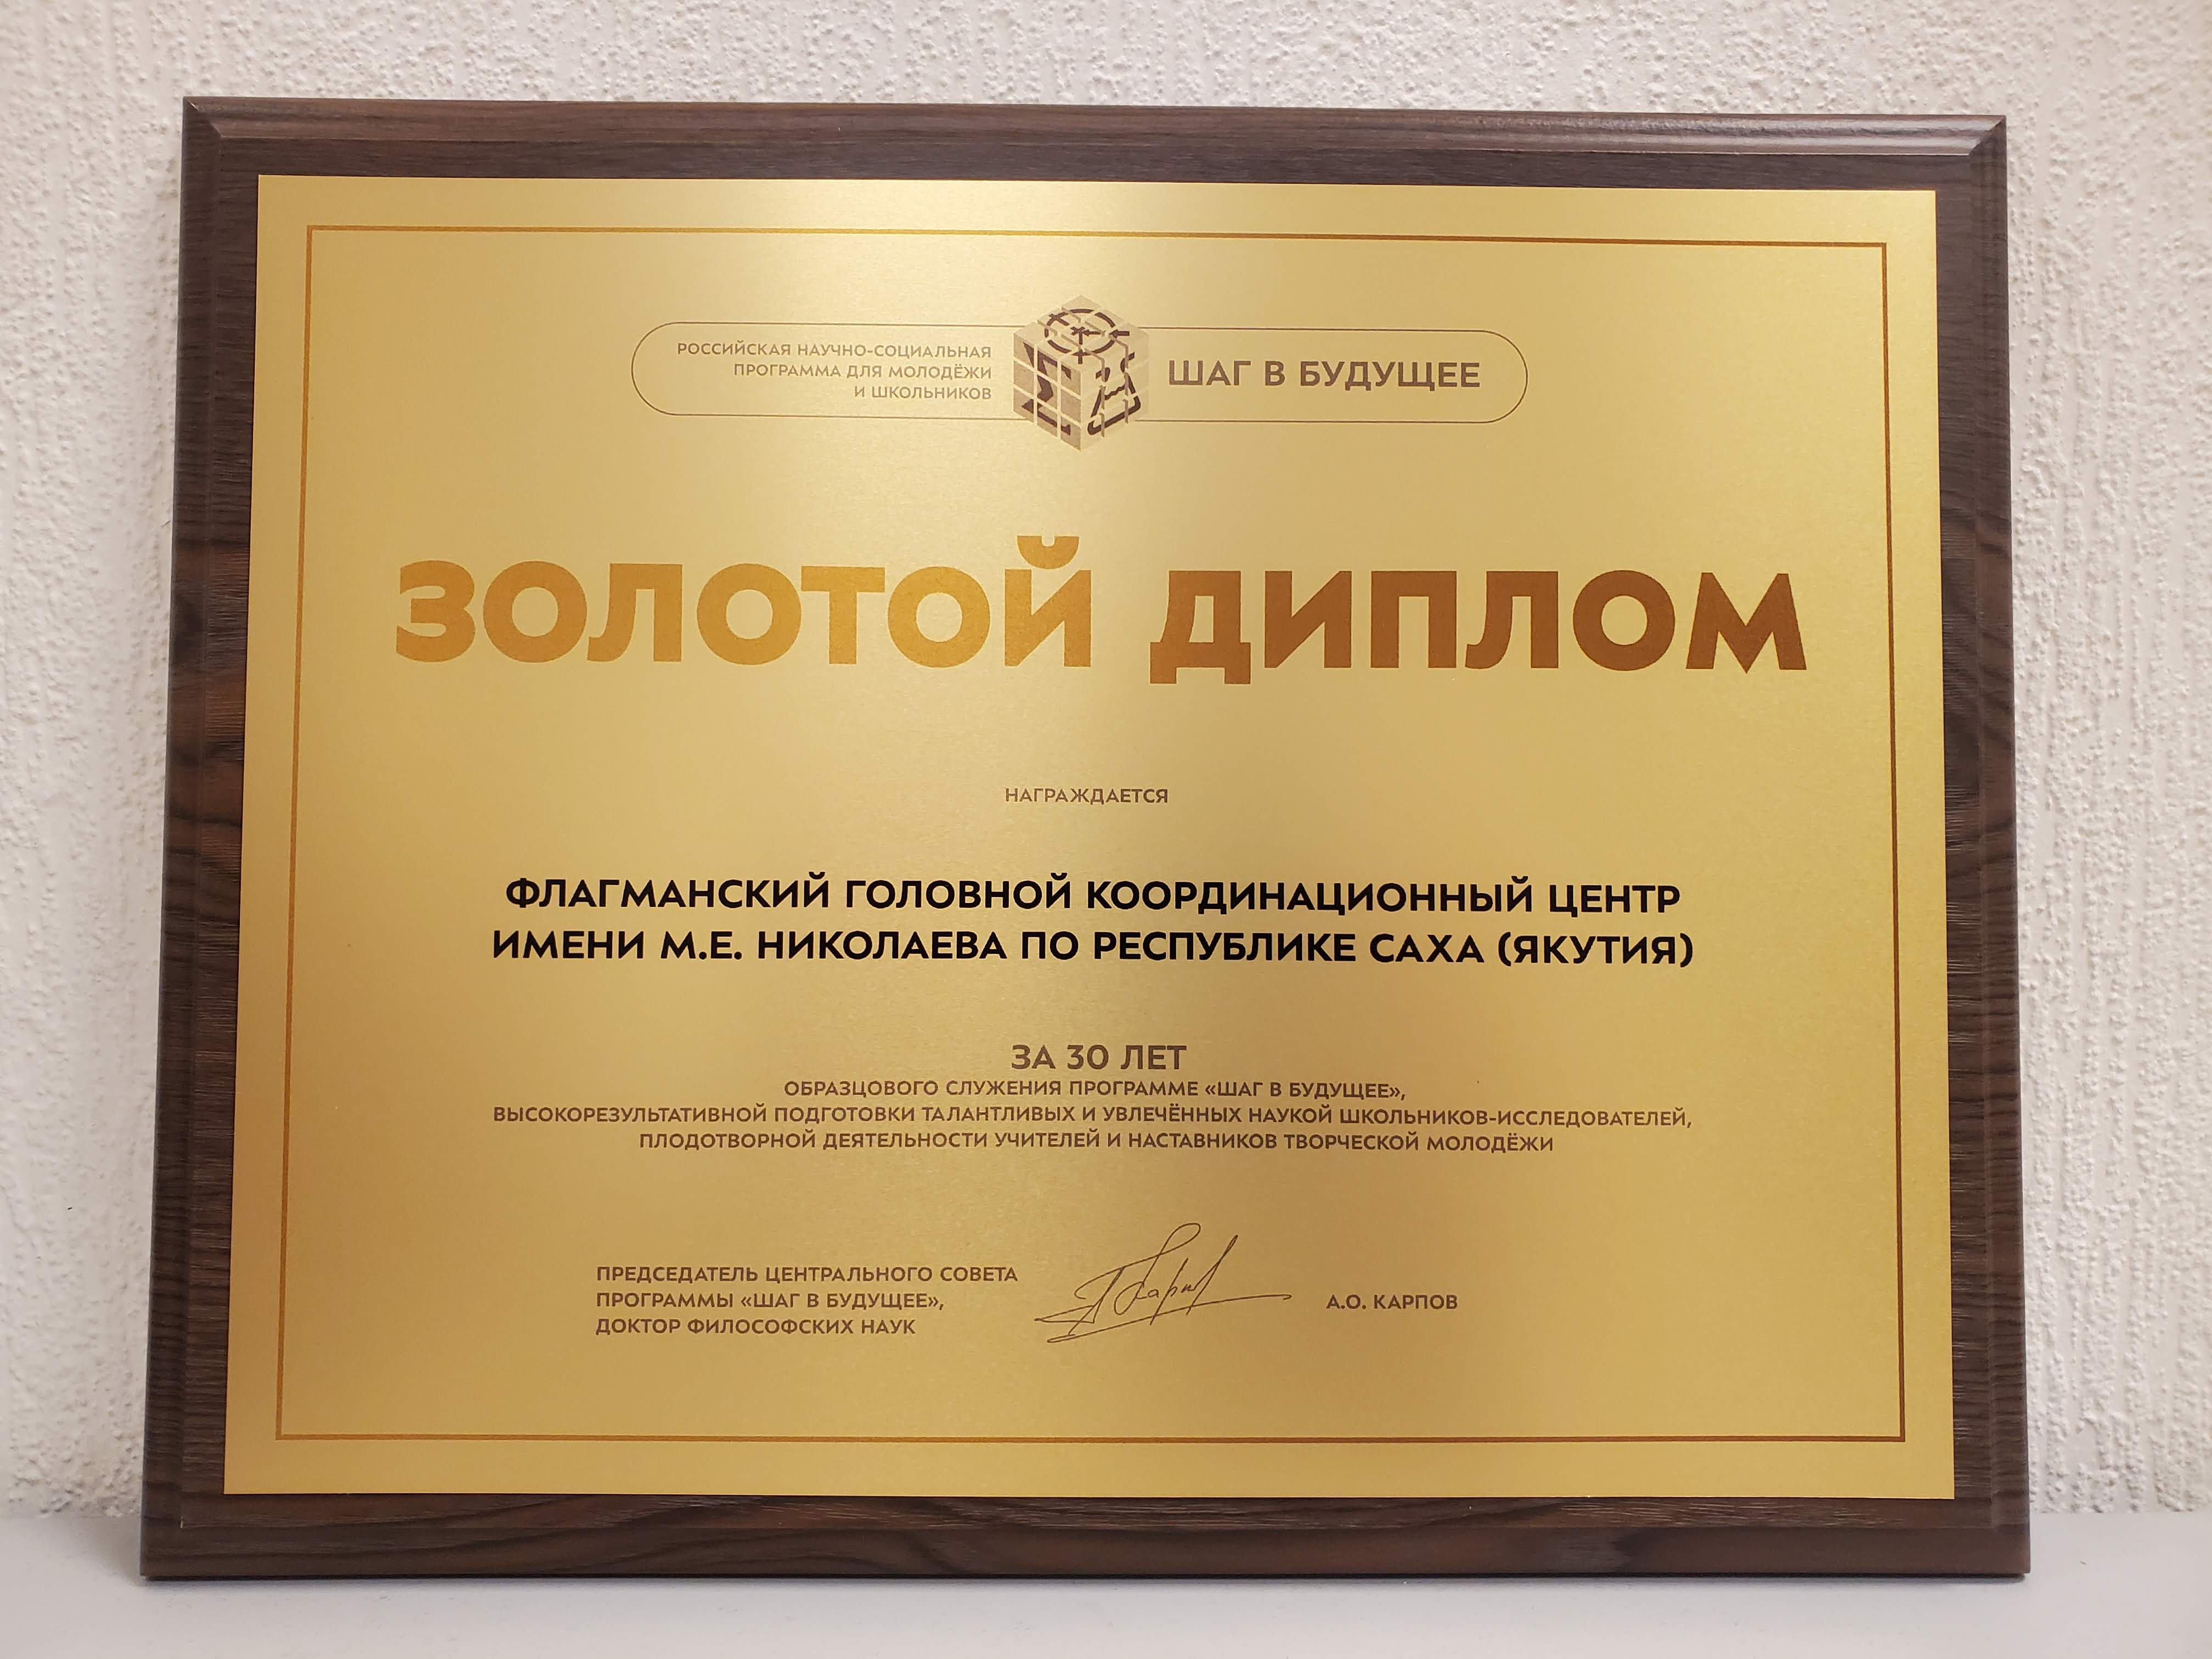 РОССИЙСКАЯ НАУЧНО-СОЦИАЛЬНАЯ
ПРОГРАММА ДЛЯ МОЛОДЁЖИ
И ШКОЛЬНИКОВ
ШАГ В БУДУЩЕЕ
ЗОЛОТОЙ ДИПЛОМ
НАГРАЖДАЕТСЯ
ФЛАГМАНСКИЙ ГОЛОВНОЙ КООРДИНАЦИОННЫЙ ЦЕНТР
ИМЕНИ М.Е. НИКОЛАЕВА ПО РЕСПУБЛИКЕ САХА (ЯКУТИЯ)
ЗА 30 ЛЕТ
ОБРАЗЦОВОГО СЛУЖЕНИЯ ПРОГРАММЕ «ШАГ В БУДУЩЕЕ»,
ВЫСОКОРЕЗУЛЬТАТИВНОЙ ПОДГОТОВКИ ТАЛАНТЛИВЫХ И УВЛЕЧЁННЫХ НАУКОЙ ШКОЛЬНИКОВ-ИССЛЕДОВАТЕЛЕЙ,
ПЛОДОТВОРНОЙ ДЕЯТЕЛЬНОСТИ УЧИТЕЛЕЙ И НАСТАВНИКОВ ТВОРЧЕСКОЙ МОЛОДЁЖИ
ПРЕДСЕДАТЕЛЬ ЦЕНТРАЛЬНОГО СОВЕТА
ПРОГРАММЫ «ШАГ В БУДУЩЕЕ»,
ДОКТОР ФИЛОСОФСКИХ НАУК
А.О. КАРПОВ